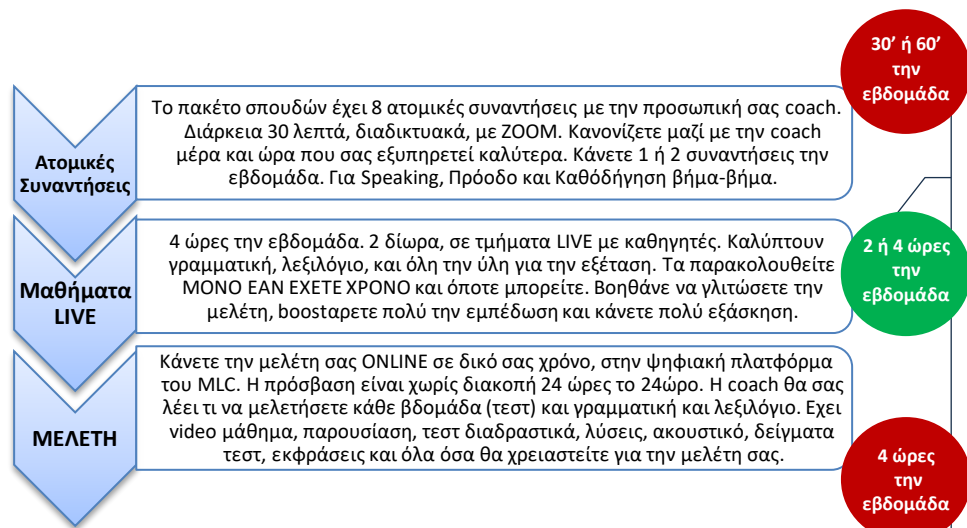 30’ ή 60’
την
εβδομάδα
Ατομικές
Συναντήσεις
Το πακέτο σπουδών έχει 8 ατομικές συναντήσεις με την προσωπική σας coach.
Διάρκεια 30 λεπτά, διαδικτυακά, με ZOOM. Κανονίζετε μαζί με την coach
μέρα και ώρα που σας εξυπηρετεί καλύτερα. Κάνετε 1 ή 2 συναντήσεις την
εβδομάδα. Για Speaking, Πρόοδο και Καθόδήγηση βήμα-βήμα.
Μαθήματα
LIVE
4 ώρες την εβδομάδα. 2 δίωρα, σε τμήματα LIVE με καθηγητές. Καλύπτουν
γραμματική, λεξιλόγιο, και όλη την ύλη για την εξέταση. Τα παρακολουθείτε
ΜΟΝΟ ΕΑΝ ΕΧΕΤΕ ΧΡΟΝΟ και όποτε μπορείτε. Βοηθάνε να γλιτώσετε την
μελέτη, boostαρετε πολύ την εμπέδωση και κάνετε πολύ εξάσκηση.
2 ή 4 ώρες
την
εβδομάδα
ΜΕΛΕΤΗ
Κάνετε την μελέτη σας ONLINE σε δικό σας χρόνο, στην ψηφιακή πλατφόρμα
του MLC. Η πρόσβαση είναι χωρίς διακοπή 24 ώρες το 24ώρο. Η coach θα σας
λέει τι να μελετήσετε κάθε βδομάδα (τεστ) και γραμματική και λεξιλόγιο. Εχει
video μάθημα, παρουσίαση, τεστ διαδραστικά, λύσεις, ακουστικό, δείγματα
τεστ, εκφράσεις και όλα όσα θα χρειαστείτε για την μελέτη σας.
4 ώρες
την
εβδομάδα